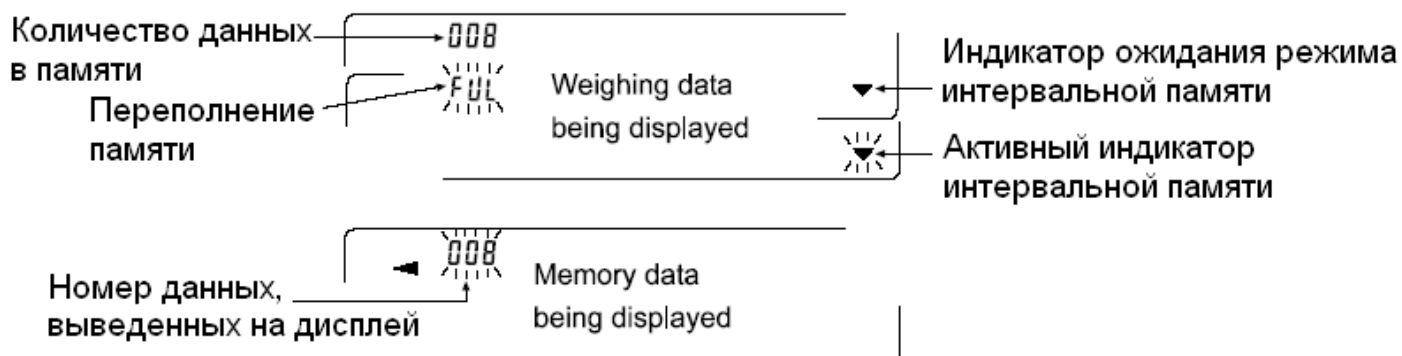 Количество данных
в памяти
008
FUL
Переполнение
памяти
Weighing data
being displayed
Индикатор ожидания режима
интервальной памяти
Активный индикатор
интервальной памяти
008
Memory data
being displayed
Номер данных,
выведенных на дисплей